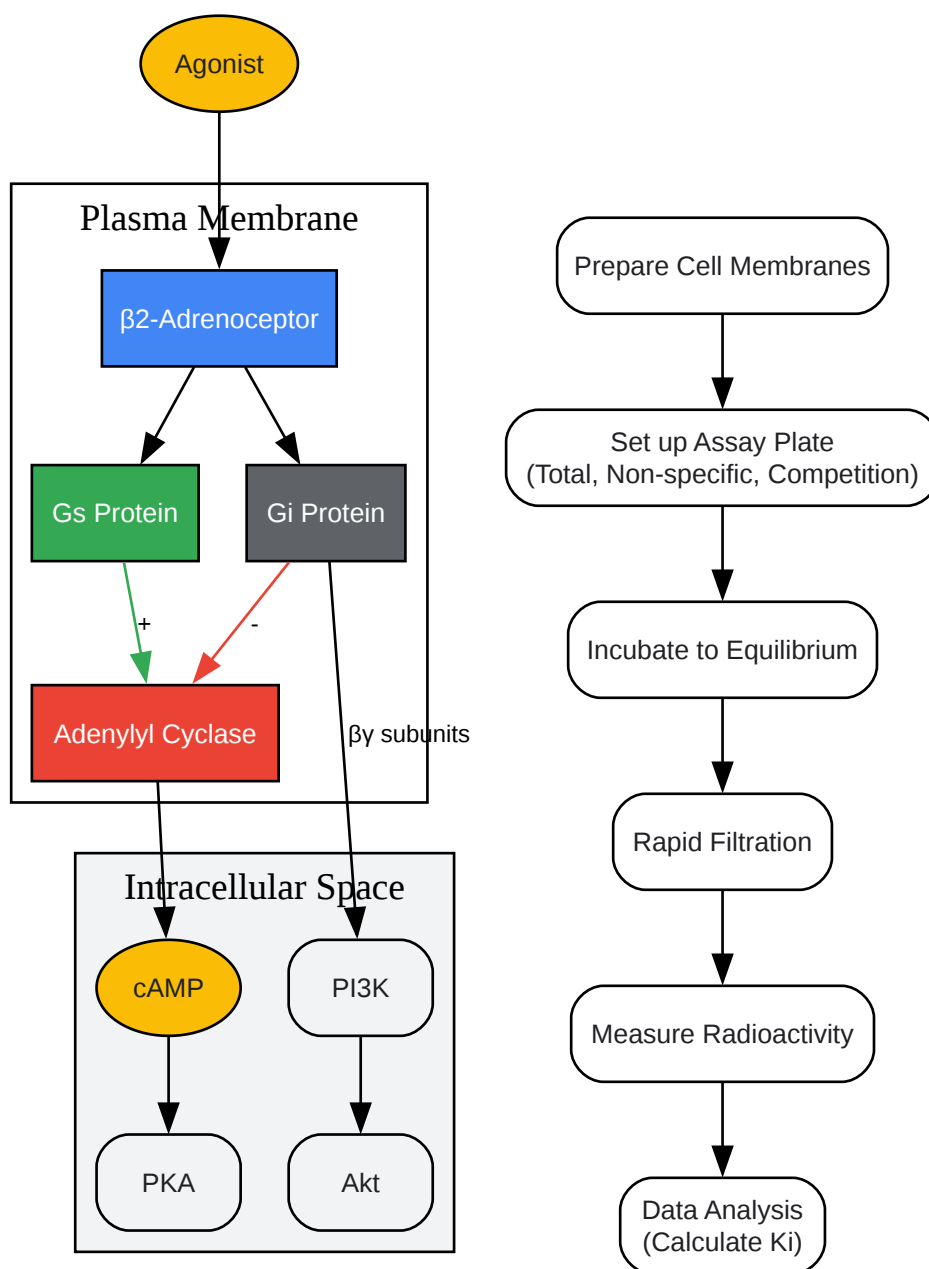 Agonist
Plasma Membrane
β2-Adrenoceptor
Gs Protein
Gi Protein
+
-
Adenylyl Cyclase
βγ subunits
Intracellular Space
cAMP
PI3K
PKA
Akt
Prepare Cell Membranes
Set up Assay Plate
(Total, Non-specific, Competition)
Incubate to Equilibrium
Rapid Filtration
Measure Radioactivity
Data Analysis
(Calculate Ki)